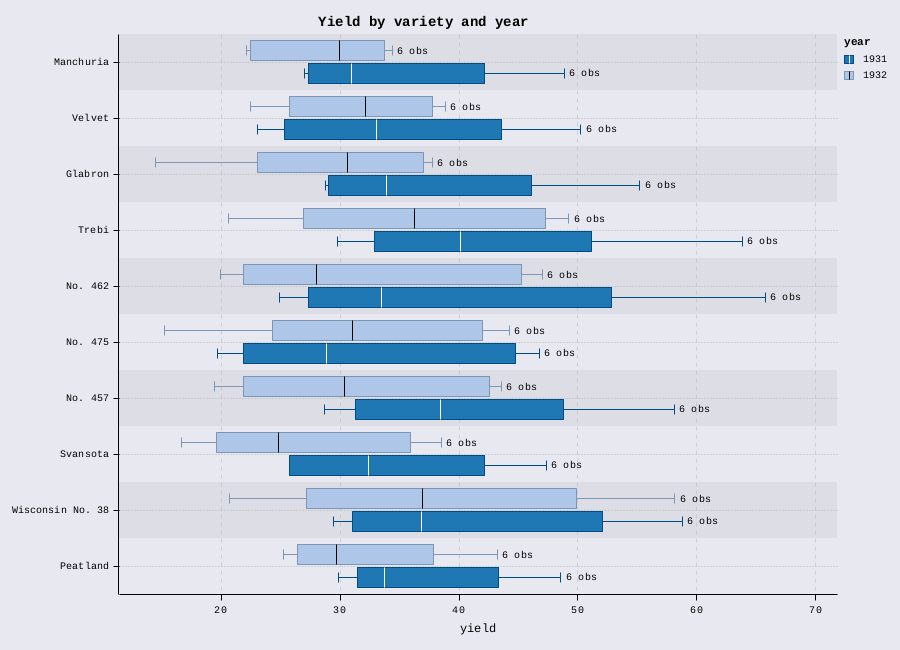 Yield by variety and year
year
1931
1932
Manchuria
6 obs
6 obs
Velvet
6 obs
6 obs
Glabron
6 obs
6 obs
Trebi
6 obs
6 obs
No. 462
6 obs
6 obs
No. 475
6 obs
6 obs
No. 457
6 obs
6 obs
Svansota
6 obs
6 obs
Wisconsin No. 38
6 obs
6 obs
Peatland
6 obs
6 obs
20 30 40 50 60 70
yield